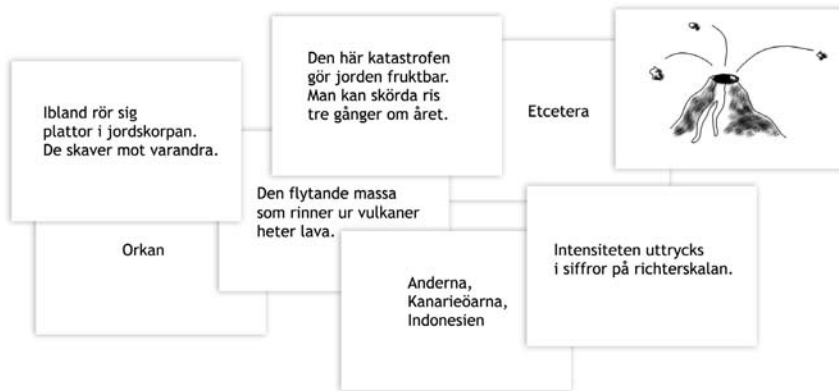 Ibland rör sig
plattor i jordskorpan.
De skaver mot varandra.
Den här katastrofen
gör jorden fruktbar.
Man kan skörda ris
tre gånger om året.
Etcetera
Den flytande massa
som rinner ur vulkaner
heter lava.
Orkan
Anderna,
Kanarieöarna,
Indonesien
Intensiteten uttrycks
i siffror på richterskalan.